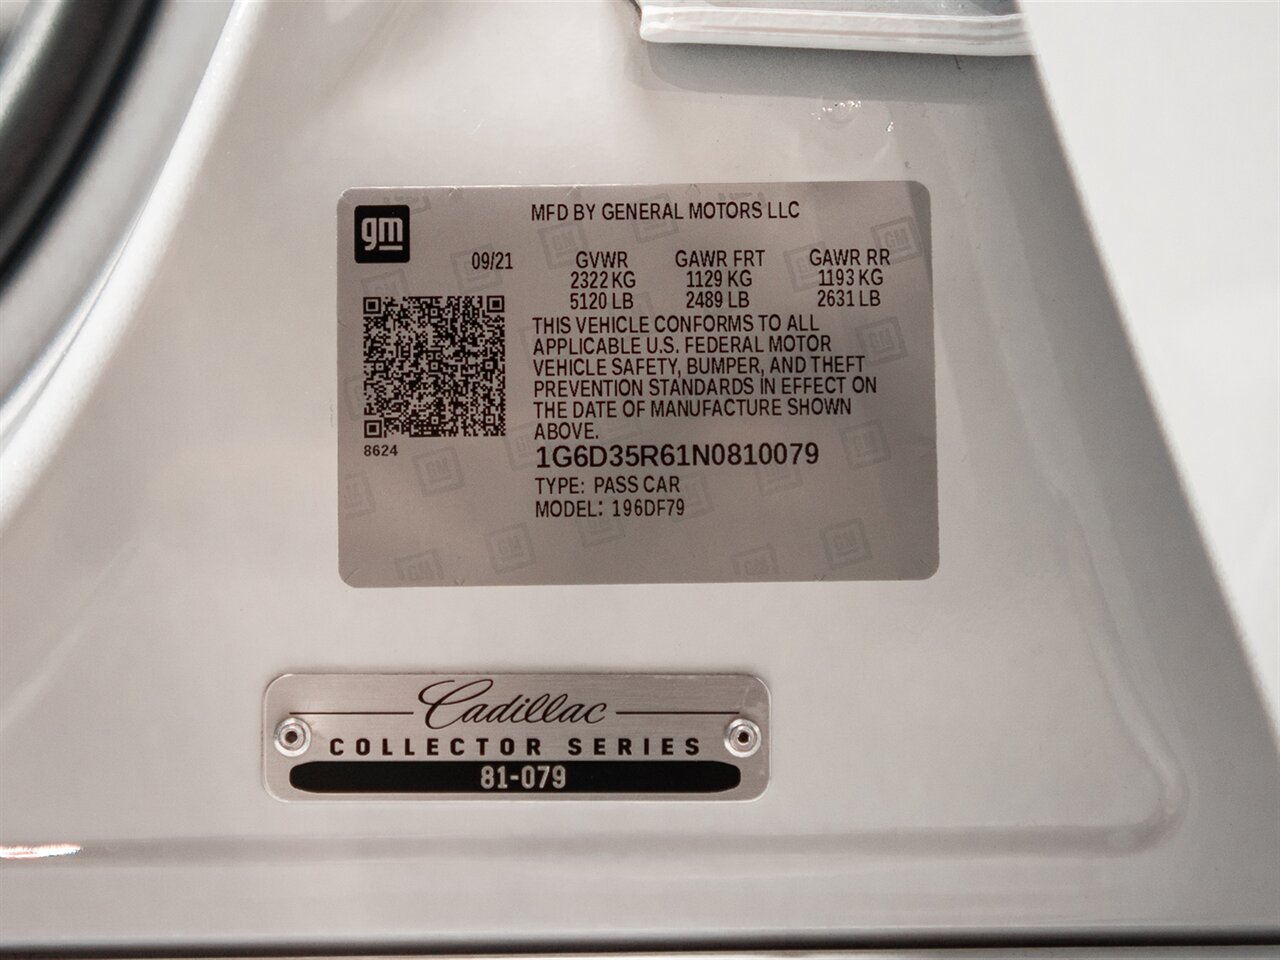 gm
MFD BY GENERAL MOTORS LLC
09/21 GVWR GAWR FRT GAWR RR
2322 KG 1129 KG 1193 KG
5120 LB 2489 LB 2631 LB
THIS VEHICLE CONFORMS TO ALL
APPLICABLE U.S. FEDERAL MOTOR
VEHICLE SAFETY, BUMPER, AND THEFT
PREVENTION STANDARDS IN EFFECT ON
THE DATE OF MANUFACTURE SHOWN
ABOVE.
8624
1G6D35R61N0810079
TYPE: PASS CAR
MODEL: 196DF79
Cadillac
COLLECTOR SERIES
81-079